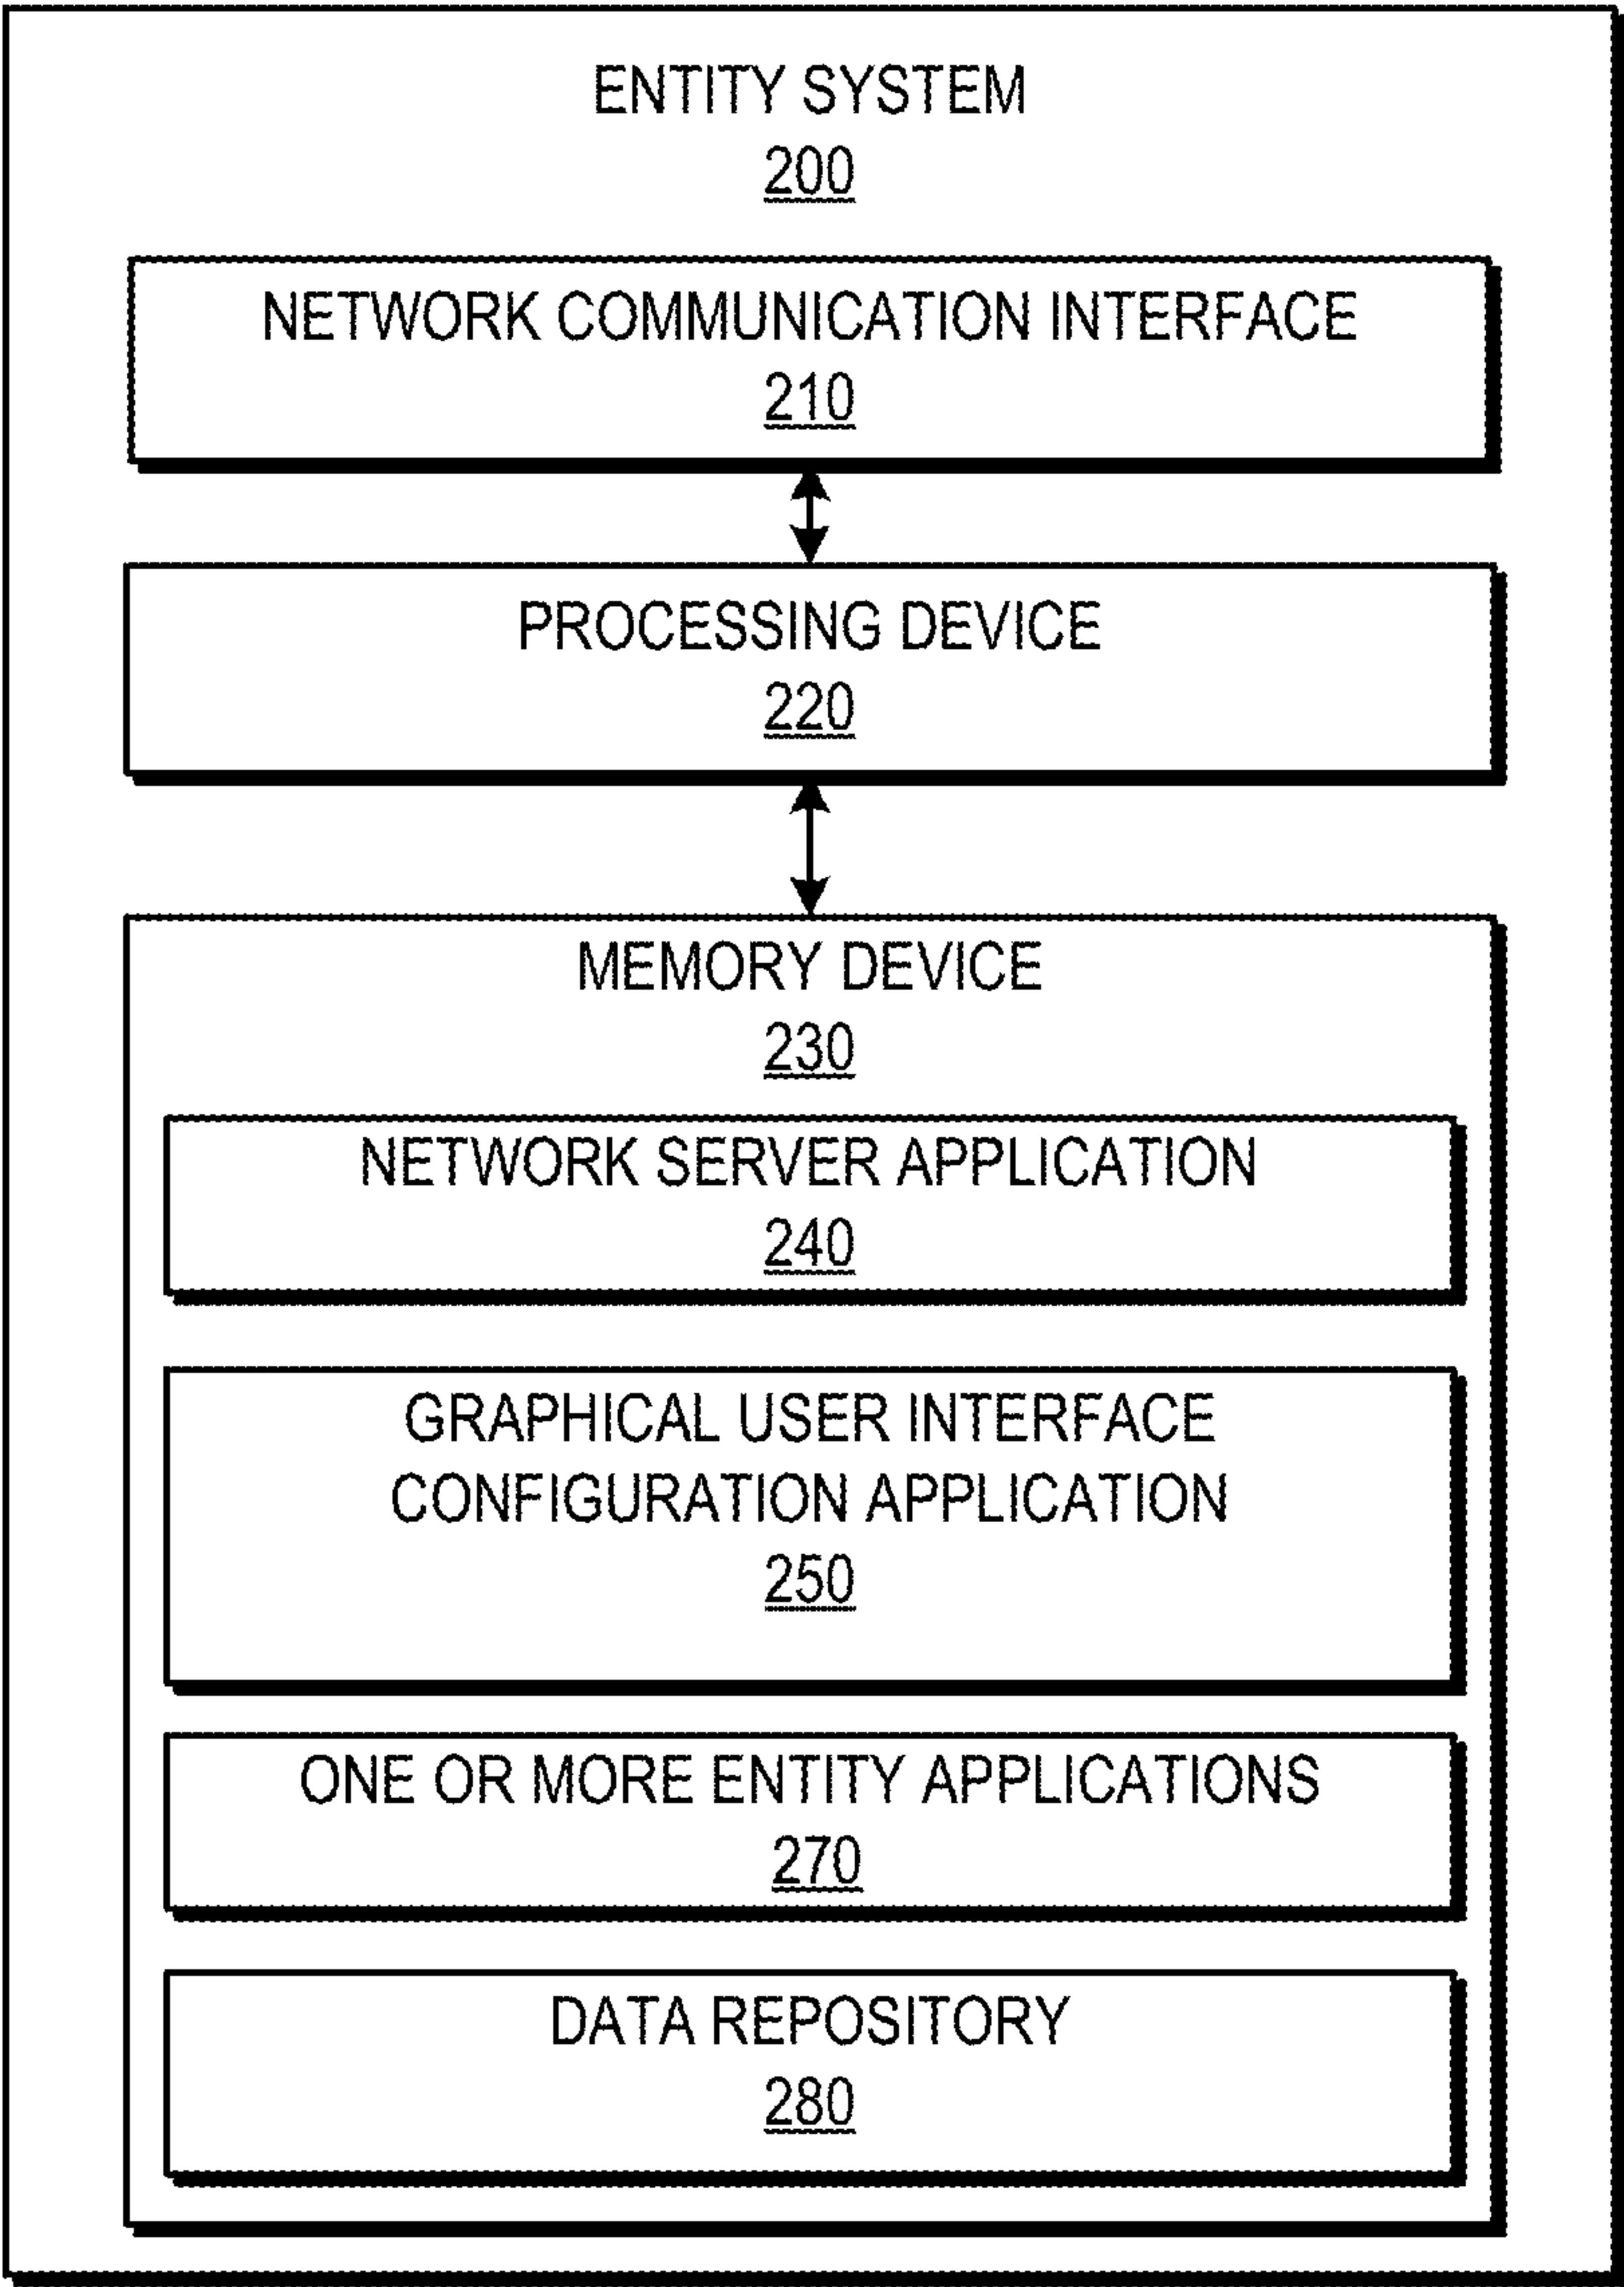 ENTITY SYSTEM
200
NETWORK COMMUNICATION INTERFACE
210
PROCESSING DEVICE
220
MEMORY DEVICE
230
NETWORK SERVER APPLICATION
240
GRAPHICAL USER INTERFACE
CONFIGURATION APPLICATION
250
ONE OR MORE ENTITY APPLICATIONS
270
DATA REPOSITORY
280